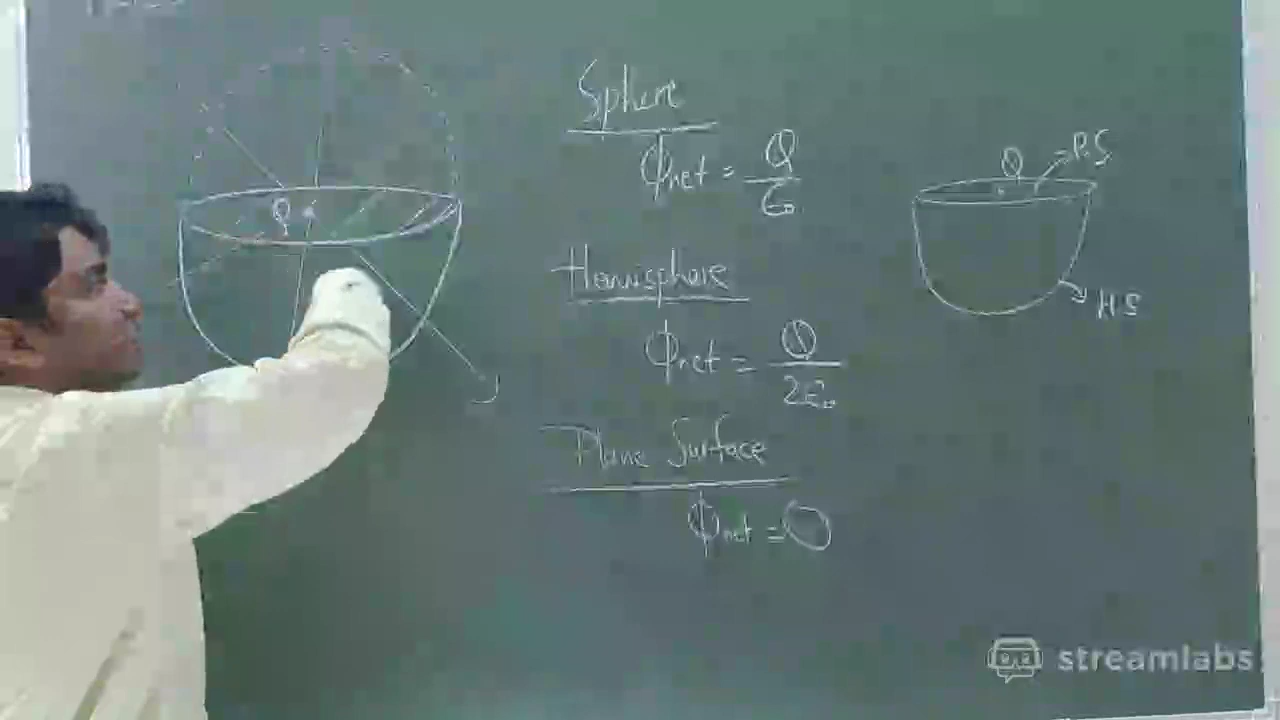 Q
Sphere
ϕnet = Q/ϵ₀
Hemisphere
ϕnet = Q/2ε₀
Plane Surface
ϕnet = 0
Q
P.S
H.S
streamlabs